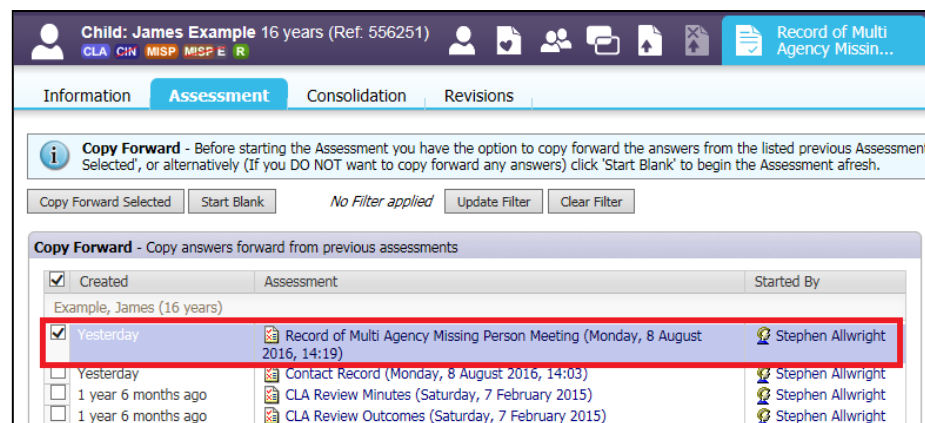 Child: James Example 16 years (Ref: 556251)
CLA CIN MISP MISP E R
Record of Multi
Agency Missin...
Information Assessment Consolidation Revisions
Copy Forward - Before starting the Assessment you have the option to copy forward the answers from the listed previous Assessmen
Selected', or alternatively (If you DO NOT want to copy forward any answers) click 'Start Blank' to begin the Assessment afresh.
Copy Forward Selected Start Blank No Filter applied Update Filter Clear Filter
Copy Forward - Copy answers forward from previous assessments
Created Assessment Started By
Example, James (16 years)
Yesterday Record of Multi Agency Missing Person Meeting (Monday, 8 August
2016, 14:19) Stephen Allwright
Yesterday Contact Record (Monday, 8 August 2016, 14:03) Stephen Allwright
1 year 6 months ago CLA Review Minutes (Saturday, 7 February 2015) Stephen Allwright
1 year 6 months ago CLA Review Outcomes (Saturday, 7 February 2015) Stephen Allwright